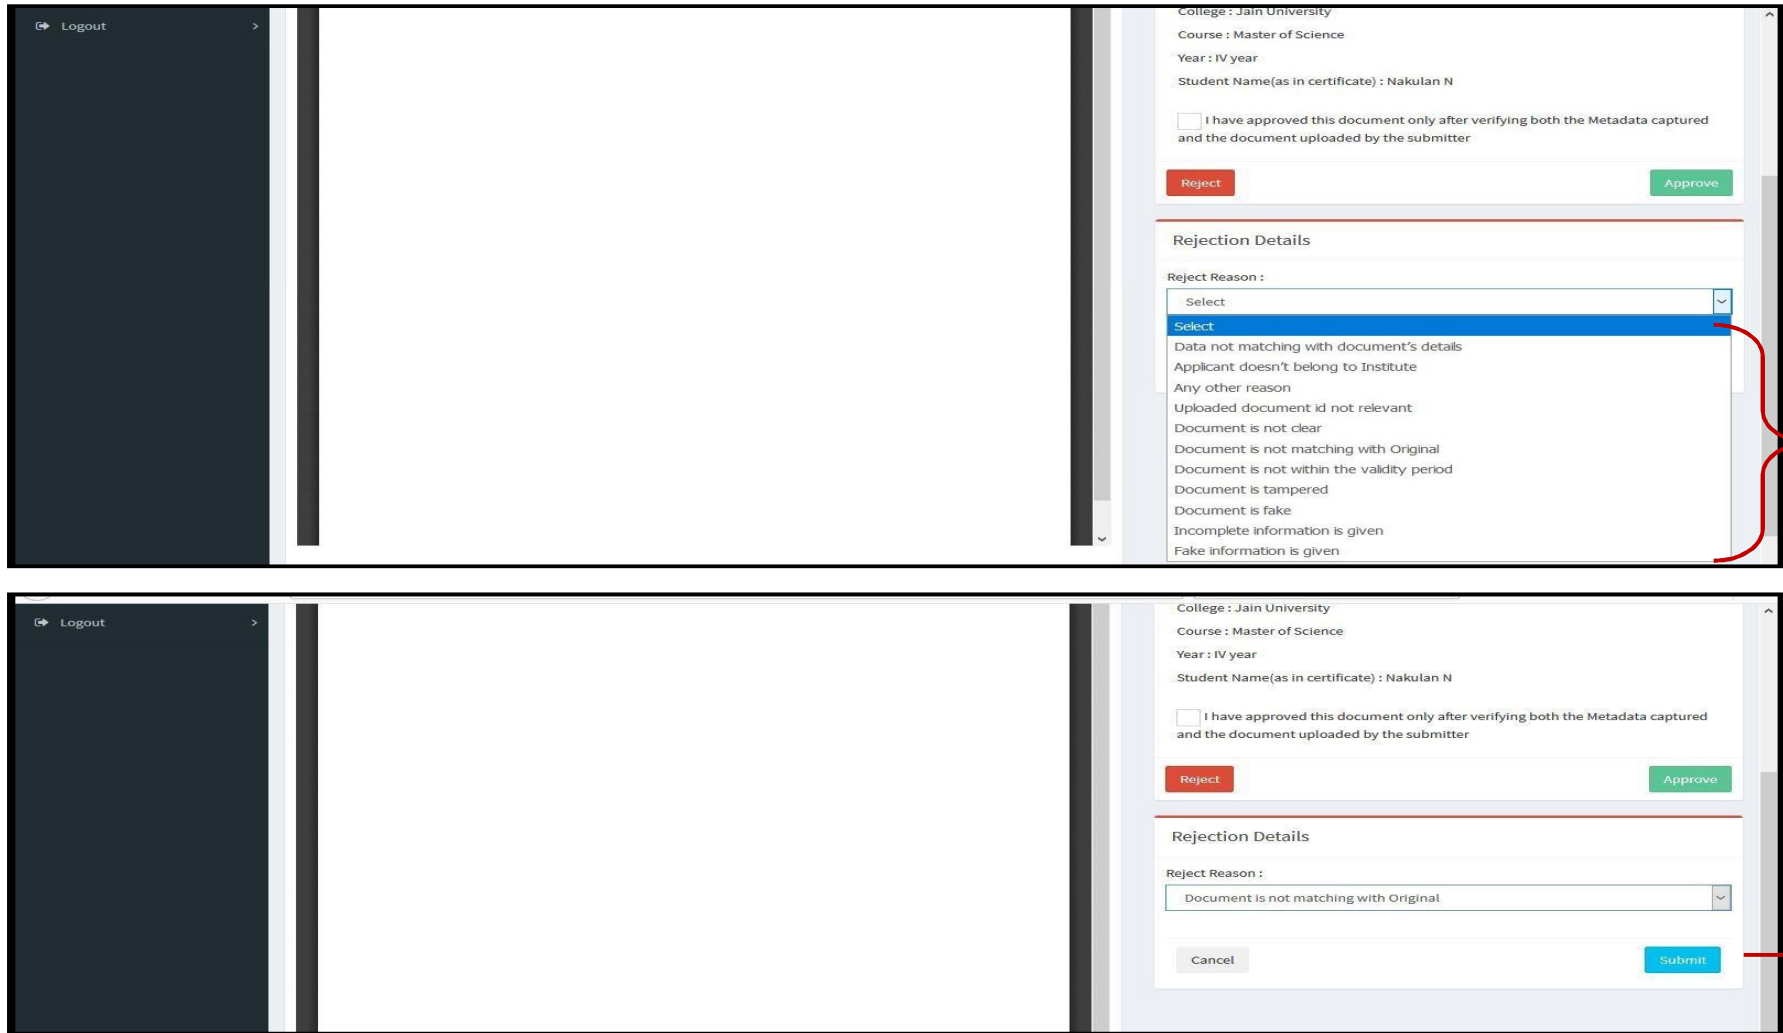 Logout
College : Jain University
Course : Master of Science
Year : IV year
Student Name(as in certificate) : Nakulan N
I have approved this document only after verifying both the Metadata captured
and the document uploaded by the submitter
Reject
Approve
Rejection Details
Reject Reason :
Select
Select
Data not matching with document's details
Applicant doesn't belong to Institute
Any other reason
Uploaded document id not relevant
Document is not clear
Document is not matching with Original
Document is not within the validity period
Document is tampered
Document is fake
Incomplete information is given
Fake information is given
Logout
College : Jain University
Course : Master of Science
Year : IV year
Student Name(as in certificate) : Nakulan N
I have approved this document only after verifying both the Metadata captured
and the document uploaded by the submitter
Reject
Approve
Rejection Details
Reject Reason :
Document is not matching with Original
Cancel
Submit